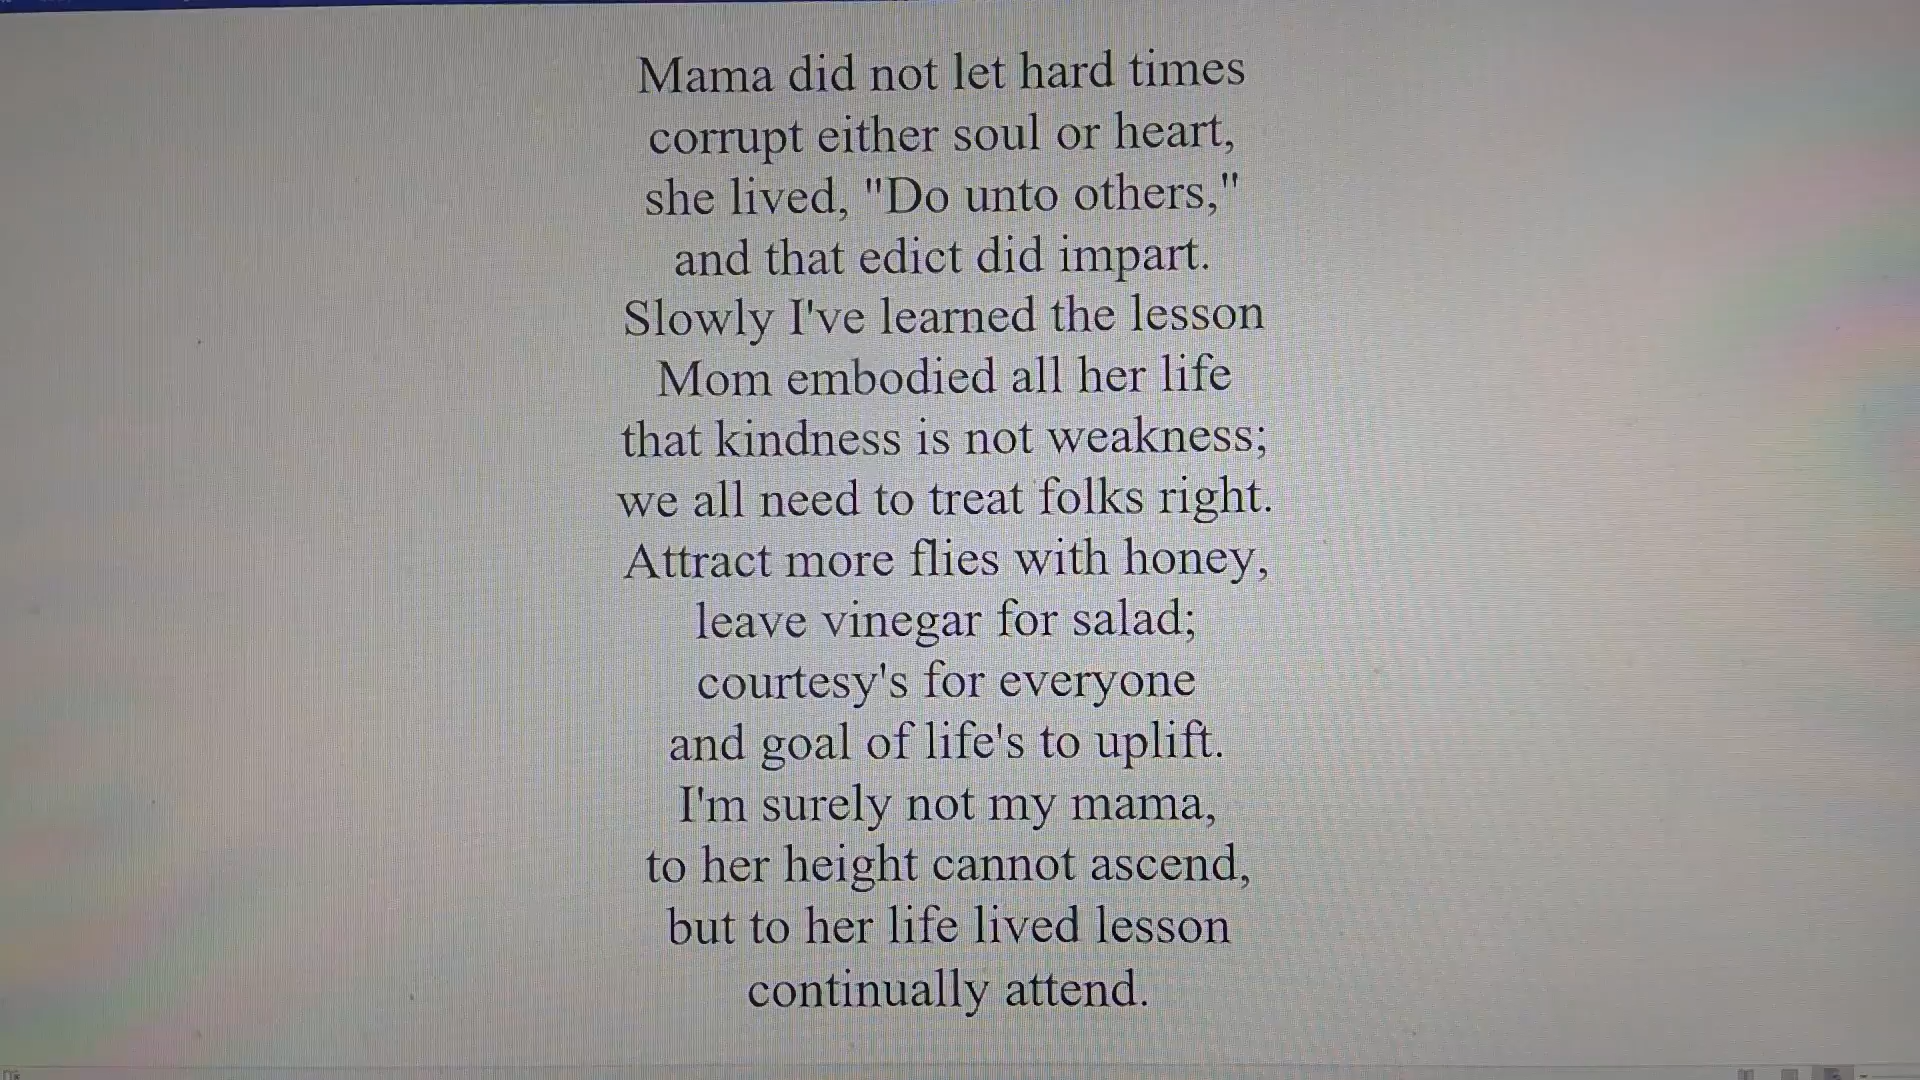 Mama did not let hard times
corrupt either soul or heart,
she lived, "Do unto others,"
and that edict did impart.
Slowly I've learned the lesson
Mom embodied all her life
that kindness is not weakness;
we all need to treat folks right.
Attract more flies with honey,
leave vinegar for salad;
courtesy's for everyone
and goal of life's to uplift.
I'm surely not my mama,
to her height cannot ascend,
but to her life lived lesson
continually attend.